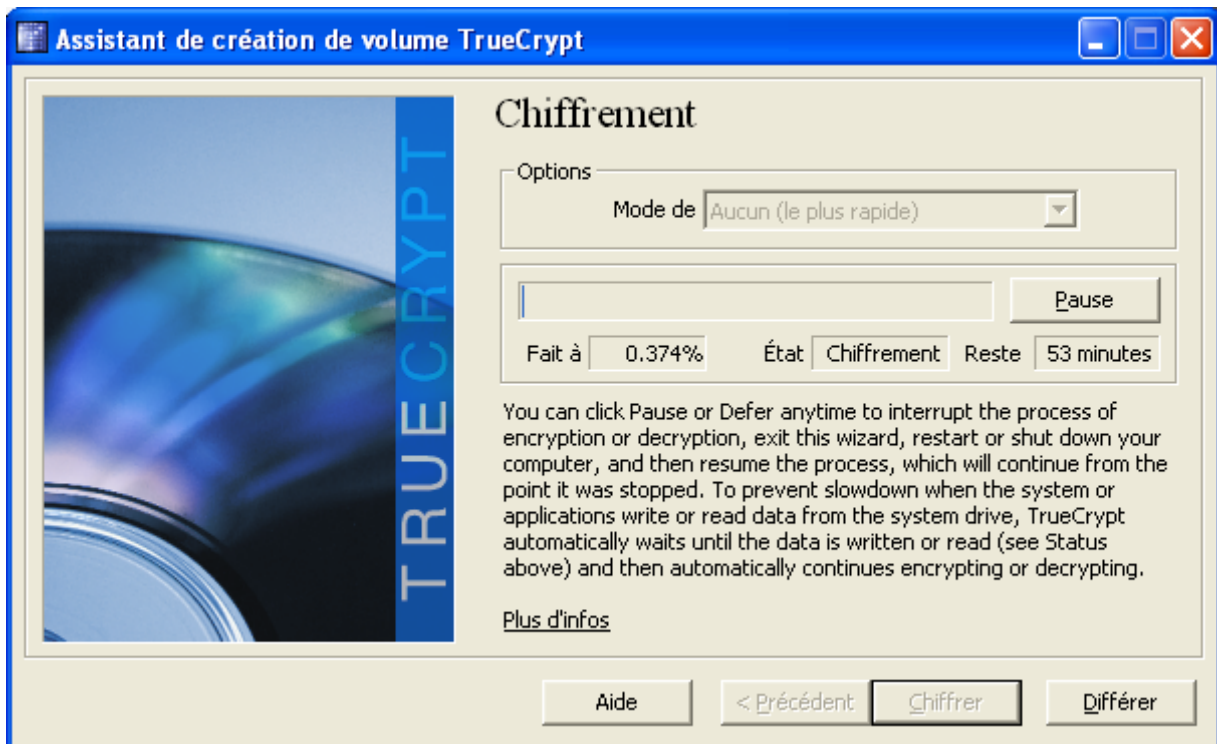 Assistant de création de volume TrueCrypt
TRUECRYPT
Chiffrement
Options
Mode de Aucun (le plus rapide)
Pause
Fait à 0.374% État Chiffrement Reste 53 minutes
You can click Pause or Defer anytime to interrupt the process of
encryption or decryption, exit this wizard, restart or shut down your
computer, and then resume the process, which will continue from the
point it was stopped. To prevent slowdown when the system or
applications write or read data from the system drive, TrueCrypt
automatically waits until the data is written or read (see Status
above) and then automatically continues encrypting or decrypting.
Plus d'infos
Aide < Précédent Chiffrer Différer